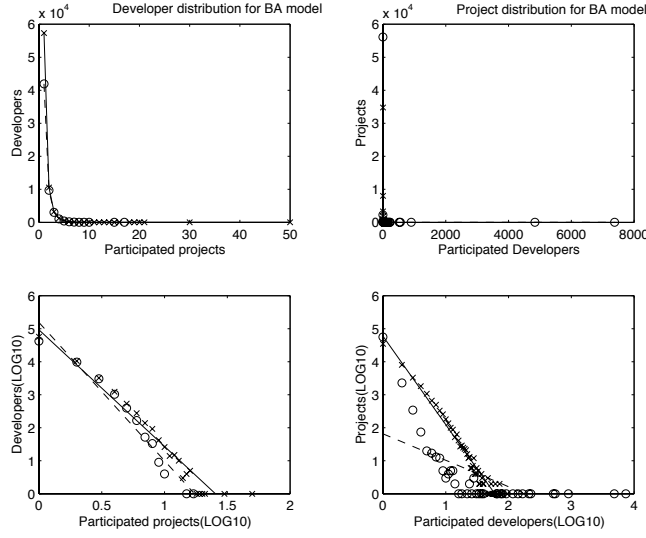 Developer distribution for BA model
x 10^4
6
5
4
3
2
1
0
Developers
0 10 20 30 40 50
Participated projects
Project distribution for BA model
x 10^4
6
5
4
3
2
1
0
Projects
0 2000 4000 6000 8000
Participated Developers
6
5
4
3
2
1
0
Developers(LOG10)
0 0.5 1 1.5 2
Participated projects(LOG10)
6
5
4
3
2
1
0
Projects(LOG10)
0 1 2 3 4
Participated developers(LOG10)